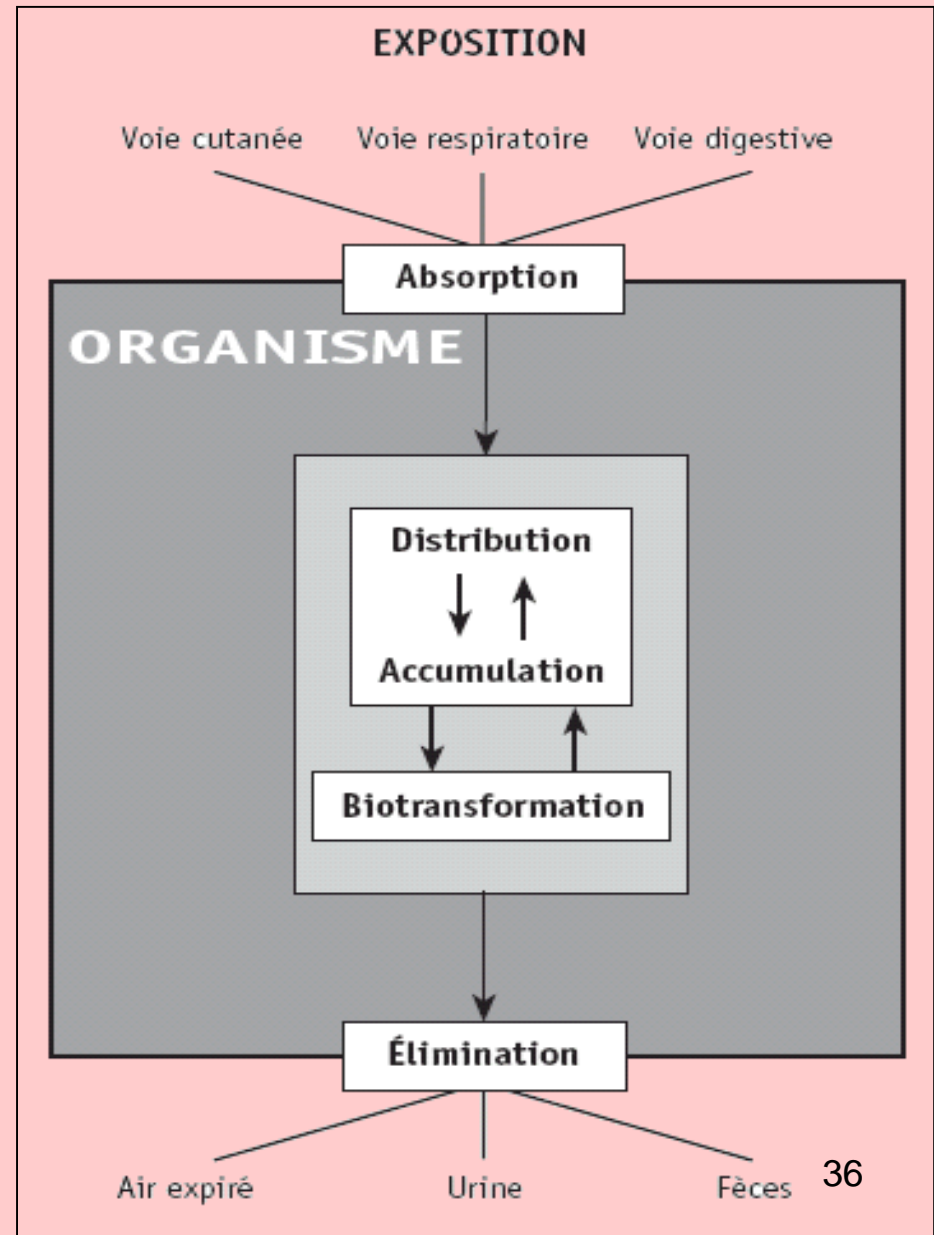 EXPOSITION
Voie cutanée Voie respiratoire Voie digestive
Absorption
ORGANISME
Distribution
Accumulation
Biotransformation
Élimination
Air expiré Urine Fèces 36